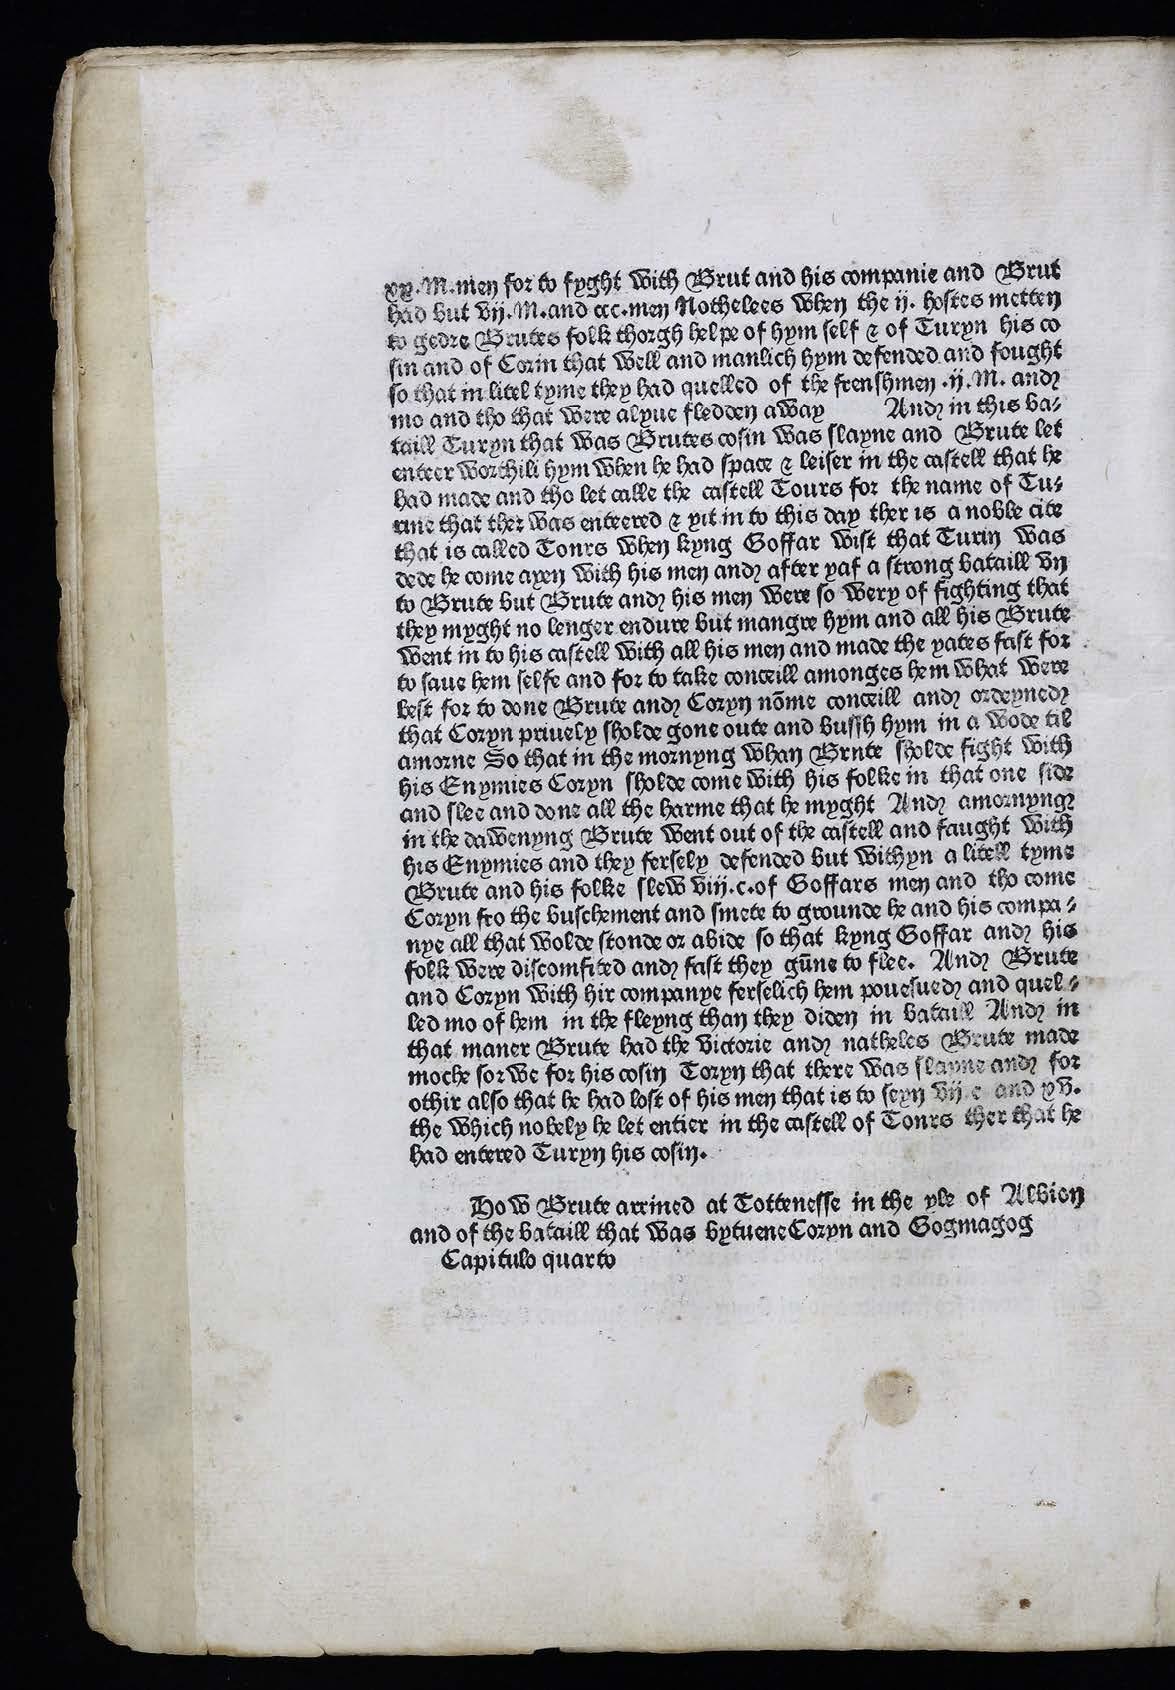 xx.M.men for to fyght with Brut and his companie and Brut
had but vij.M.and ccc.men Nothelees when the ij. hostes metten
to gedre Brutes folk thorgh helpe of hym self & of Turyn his co
sin and of Corin that well and manlich hym defended and fought
so that in litel tyme they had quelled of the frenshmen .ij.M. and
mo and tho that were alyue fledden away And in this ba-
taill Turyn that was Brutes cosin was slayne and Brute let
enteer worthili hym when he had space & leiser in the castell that he
had made and tho let calle the castell Tours for the name of Tu-
rine that ther was enteered & yit in to this day ther is a noble cite
that is called Tonrs when kyng Goffar wist that Turin was
dede he come ayen with his men and after yaf a strong bataill vn
to Brute but Brute and his men were so wery of fighting that
they myght no lenger endure but mangre hym and all his Brute
went in to his castell with all his men and made the yates fast for
to saue hem selfe and for to take conceill amonges hem what were
best for to done Brute and Coryn nōme conceill and ordeyned
that Coryn priuely sholde gone oute and bussh hym in a wode til
amorne So that in the mornyng whan Brnte sholde fight with
his Enymies Coryn sholde come with his folke in that one side
and slee and done all the harme that he myght And amornyng
in the dawenyng Brute went out of the castell and faught with
his Enymies and they fersely defended but withyn a litell tyme
Brute and his folke slew viij.c.of Goffars men and tho come
Coryn fro the buschement and smete to grounde he and his compa-
nye all that wolde stonde or abide so that kyng Goffar and his
folk were discomfited and fast they gūne to flee. And Brute
and Coryn with hir companye ferselich hem pouesued and quel-
led mo of hem in the fleyng than they diden in bataill And in
that maner Brute had the victorie and natheles Brute made
moche sorwe for his cosin Toryn that there was slayne and for
othir also that he had lost of his men that is to seyn vij.c and xv.
the which nobely he let entier in the castell of Tonrs ther that he
had entered Turyn his cosin.
How Brute arrined at Tottenesse in the yle of Albion
and of the bataill that was bytuene Coryn and Gogmagog
Capitulo quarto